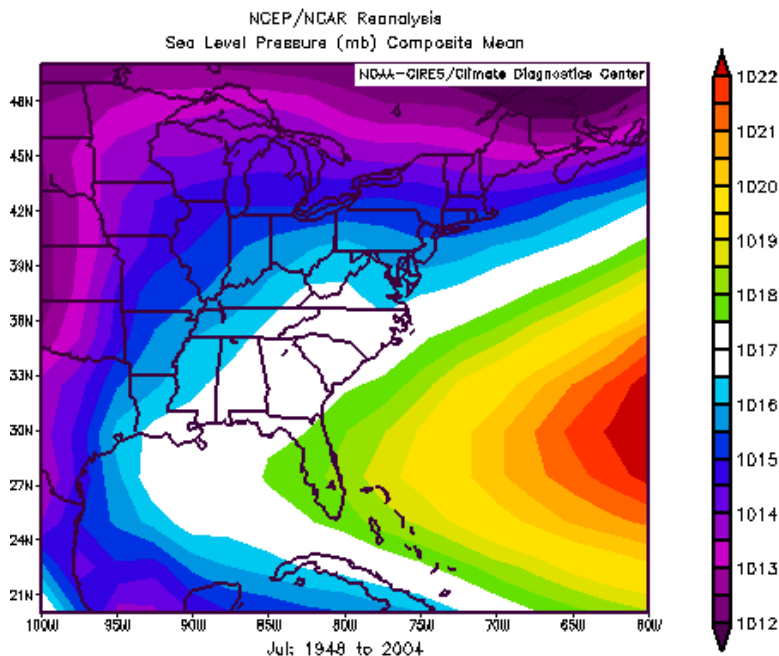 NCEP/NCAR Reanalysis
Sea Level Pressure (mb) Composite Mean
NOAA-CIRES/Climate Diagnostics Center
48N
45N
42N
39N
36N
33N
30N
27N
24N
21N
100W 95W 90W 85W 80W 75W 70W 65W 60W
Jul: 1948 to 2004
1022
1021
1020
1019
1018
1017
1016
1015
1014
1013
1012